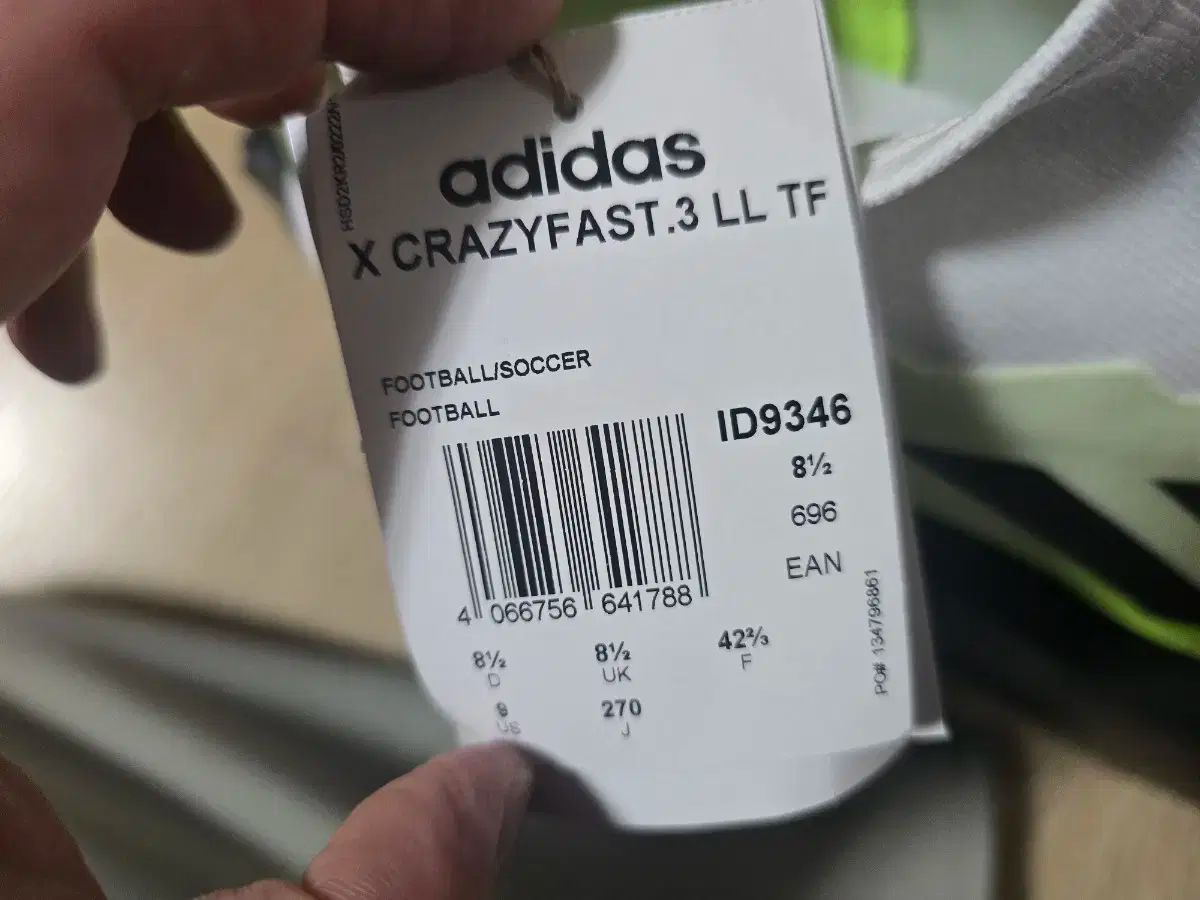 adidas
X CRAZYFAST.3 LL TF
FOOTBALL/SOCCER
FOOTBALL
ID9346
8½
696
EAN
4 066756 641788
8½ 8½ 42⅔
D UK F
270
US J
PO# 134796861